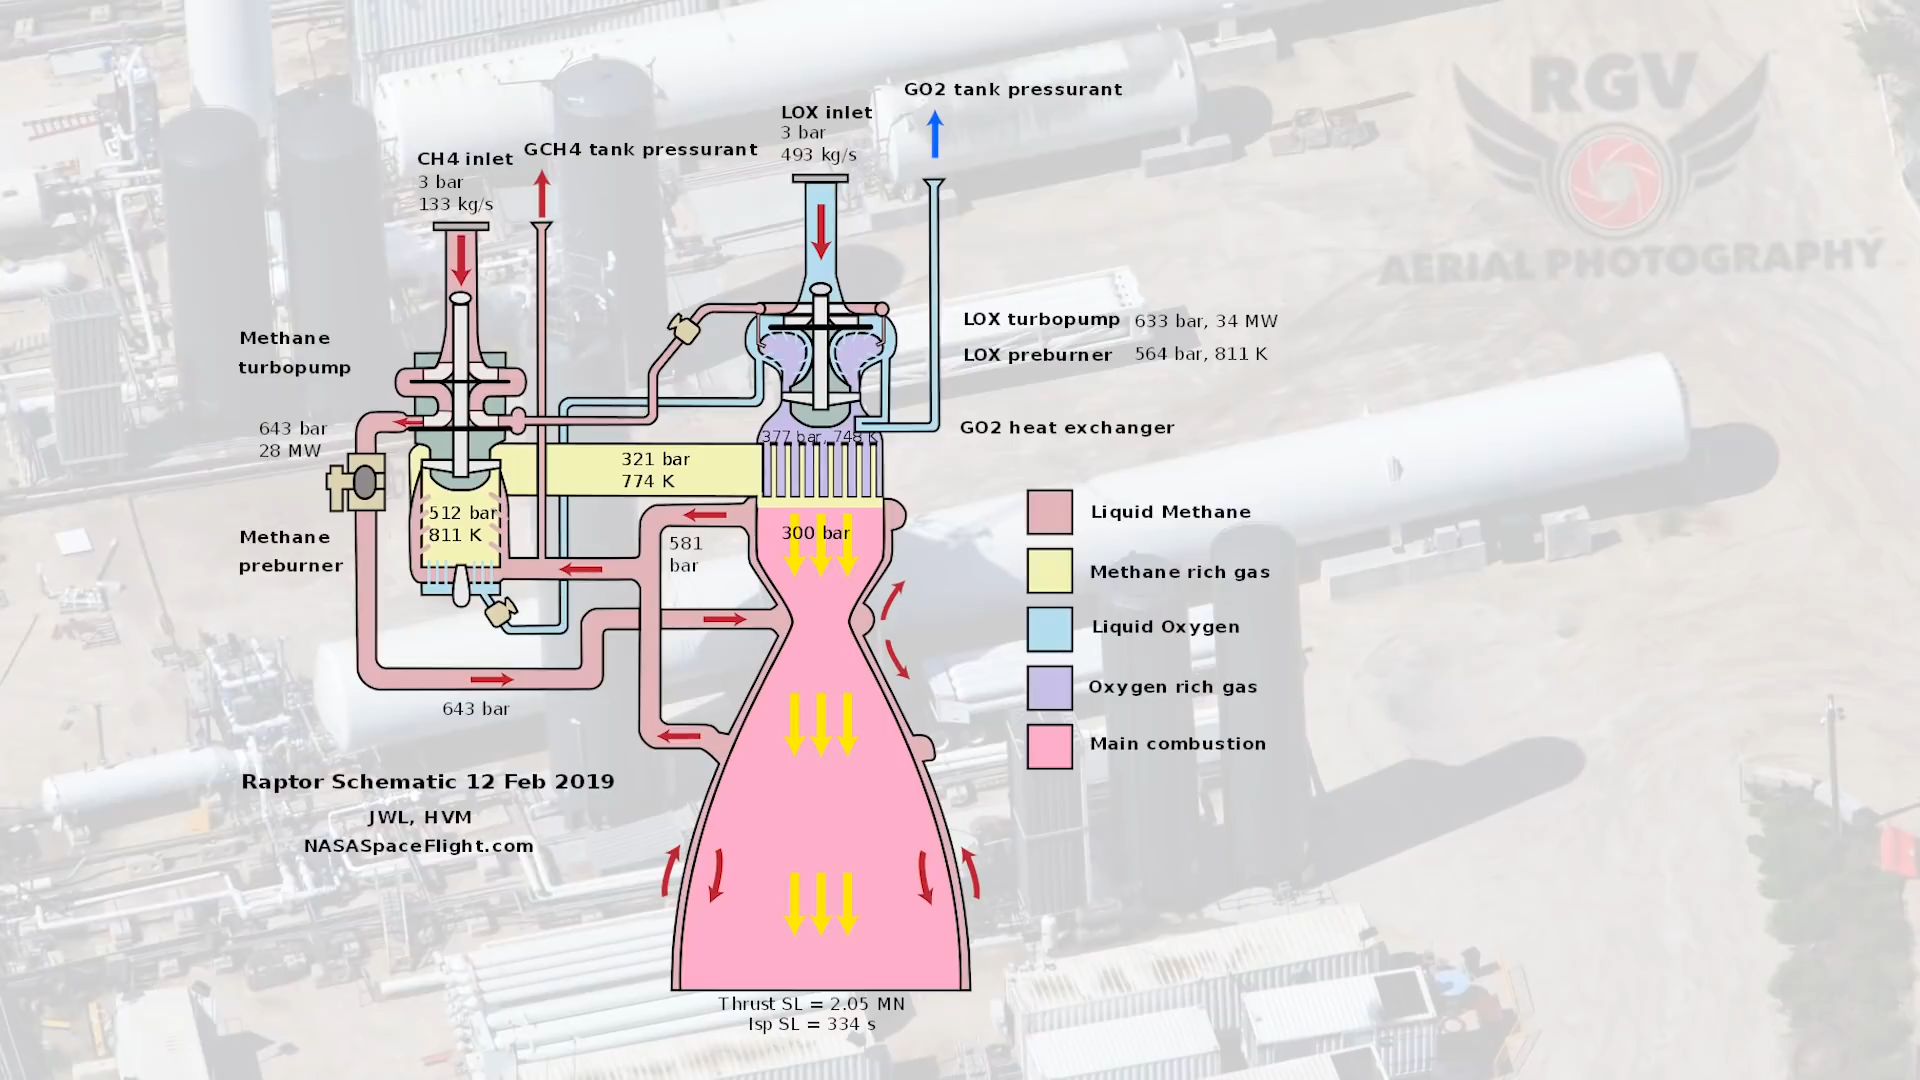 RGV
AERIAL PHOTOGRAPHY
GO2 tank pressurant
LOX inlet
3 bar
493 kg/s
GCH4 tank pressurant
CH4 inlet
3 bar
133 kg/s
Methane
turbopump
LOX turbopump 633 bar, 34 MW
LOX preburner 564 bar, 811 K
643 bar
28 MW
GO2 heat exchanger
377 bar, 748 K
321 bar
774 K
512 bar
811 K
Methane
preburner
300 bar
581
bar
643 bar
Liquid Methane
Methane rich gas
Liquid Oxygen
Oxygen rich gas
Main combustion
Raptor Schematic 12 Feb 2019
JWL, HVM
NASASpaceFlight.com
Thrust SL = 2.05 MN
Isp SL = 334 s